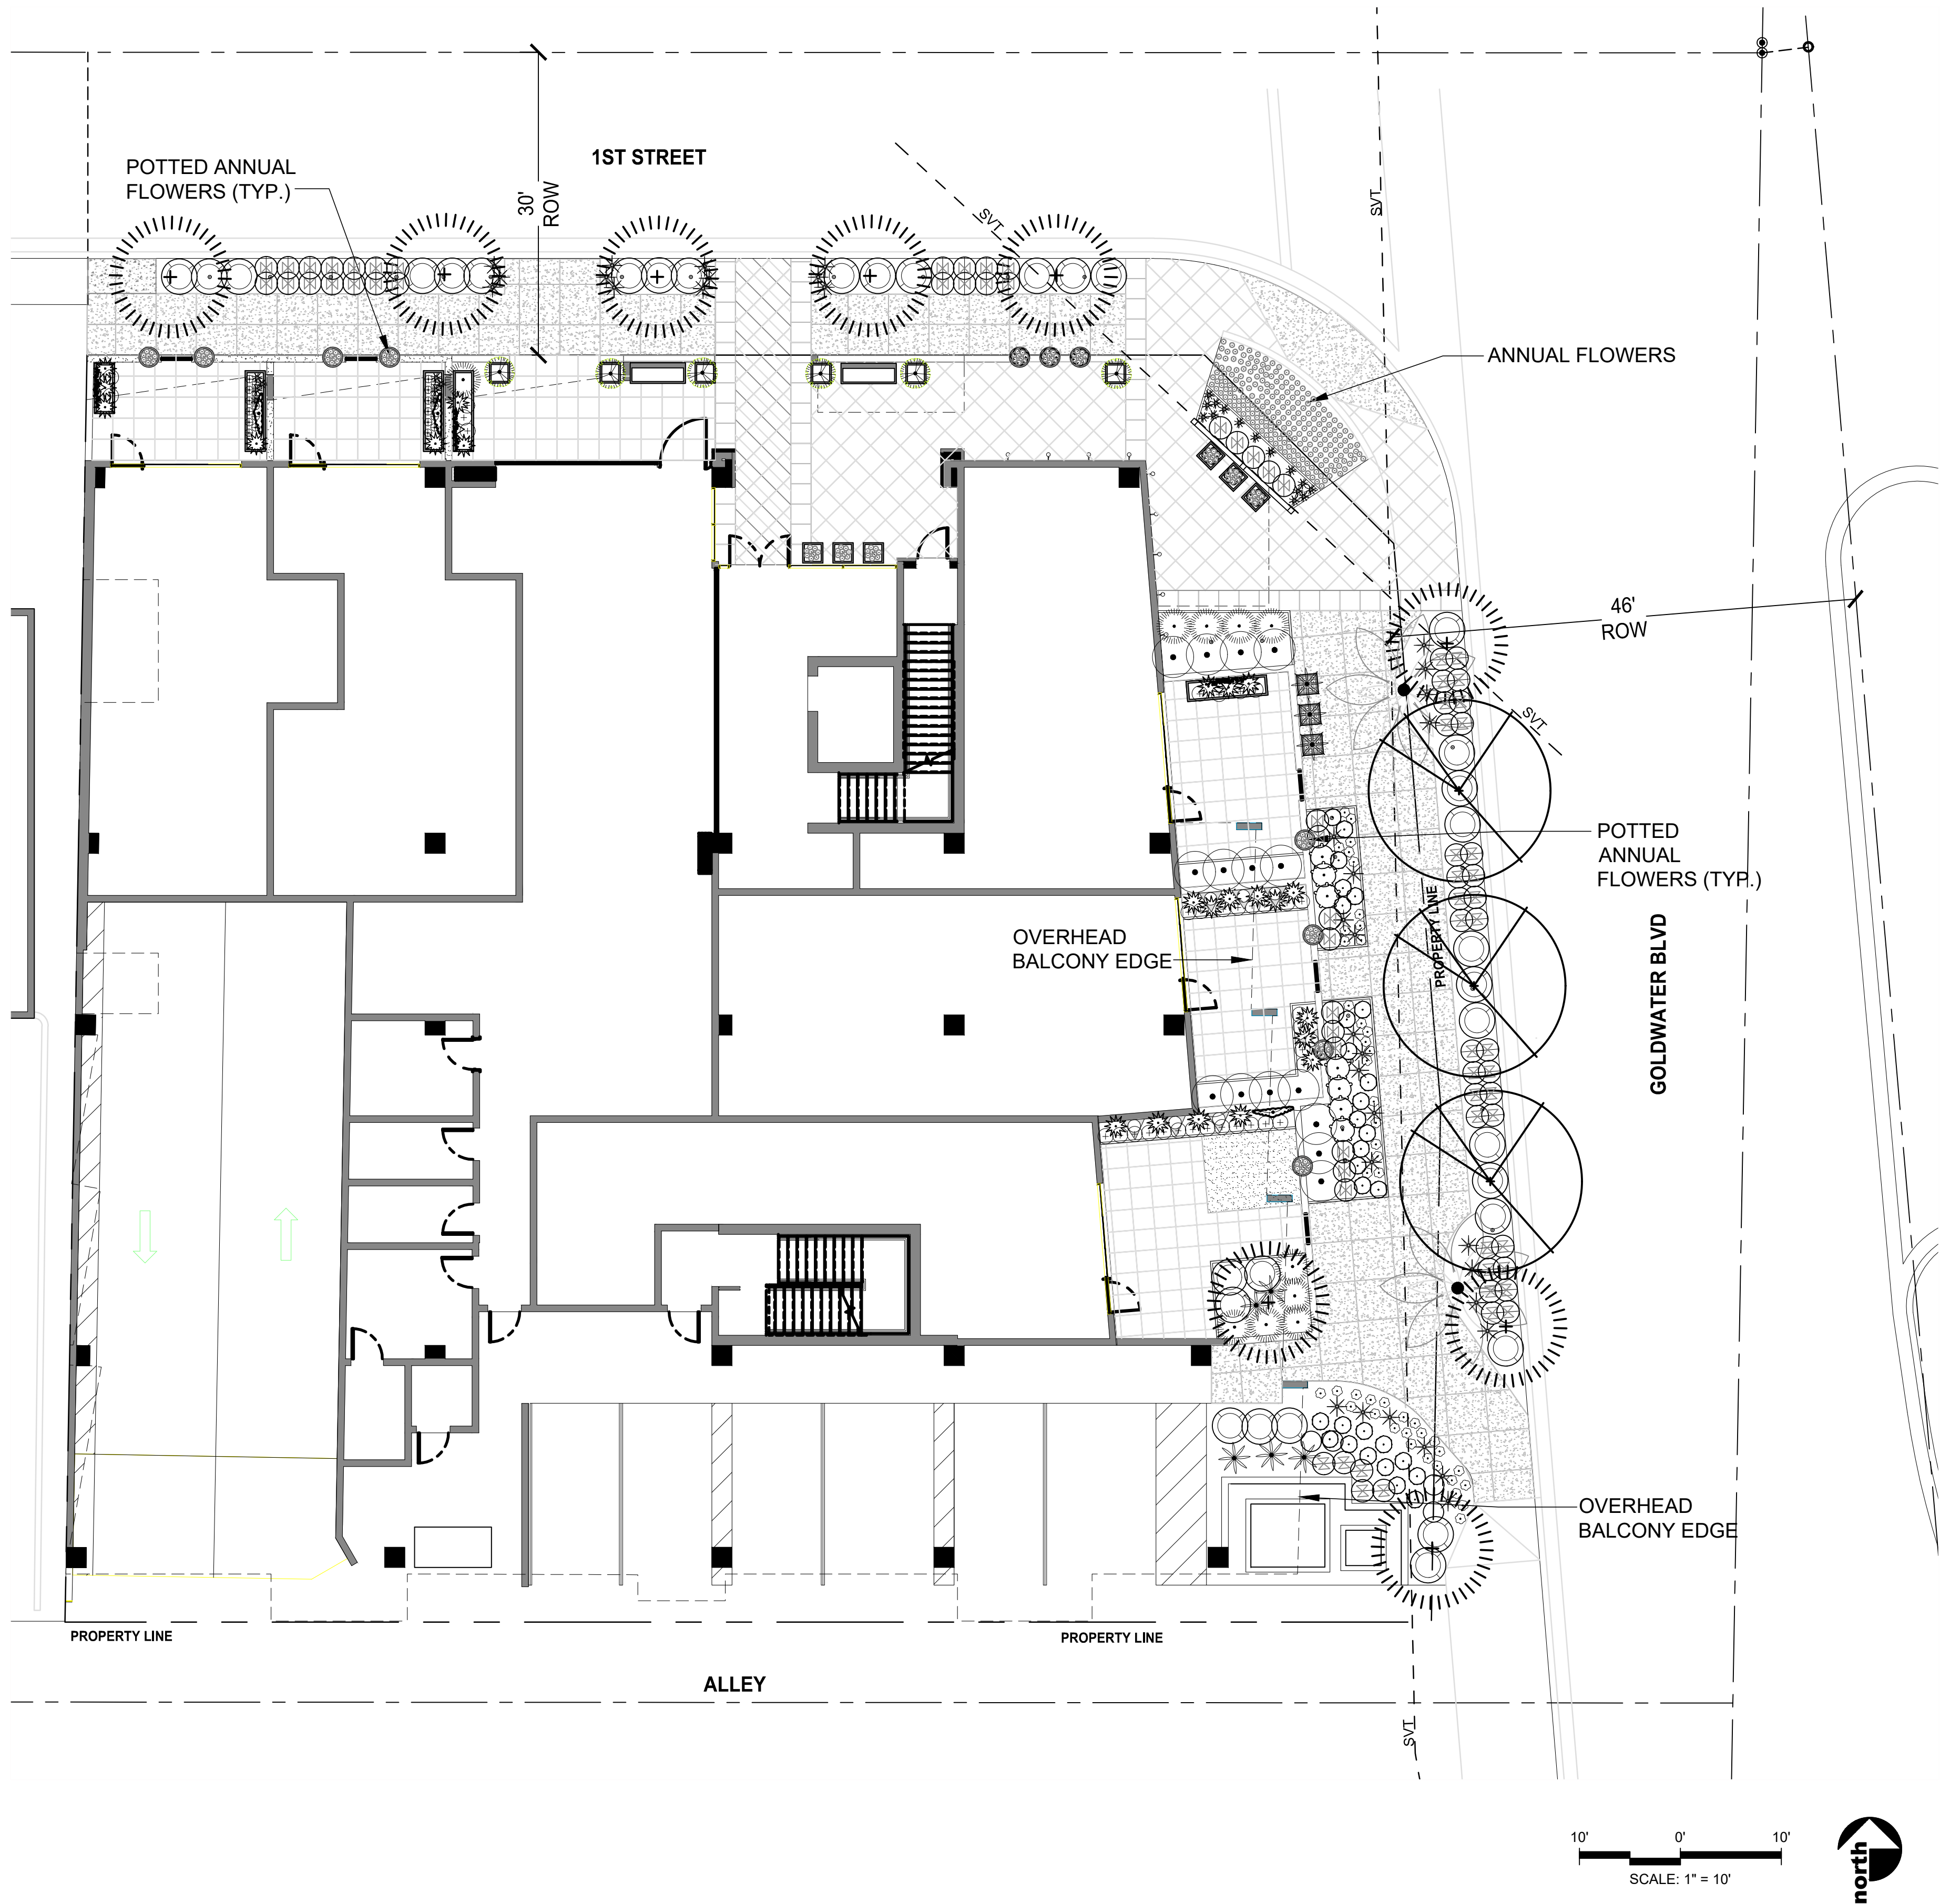 1ST STREET
POTTED ANNUAL
FLOWERS (TYP.)
30'
ROW
SVT
SVT
ANNUAL FLOWERS
46'
ROW
SVT
POTTED
ANNUAL
FLOWERS (TYP.)
PROPERTY LINE
GOLDWATER BLVD
OVERHEAD
BALCONY EDGE
OVERHEAD
BALCONY EDGE
PROPERTY LINE
PROPERTY LINE
ALLEY
SVT
10'
0'
10'
SCALE: 1" = 10'
north